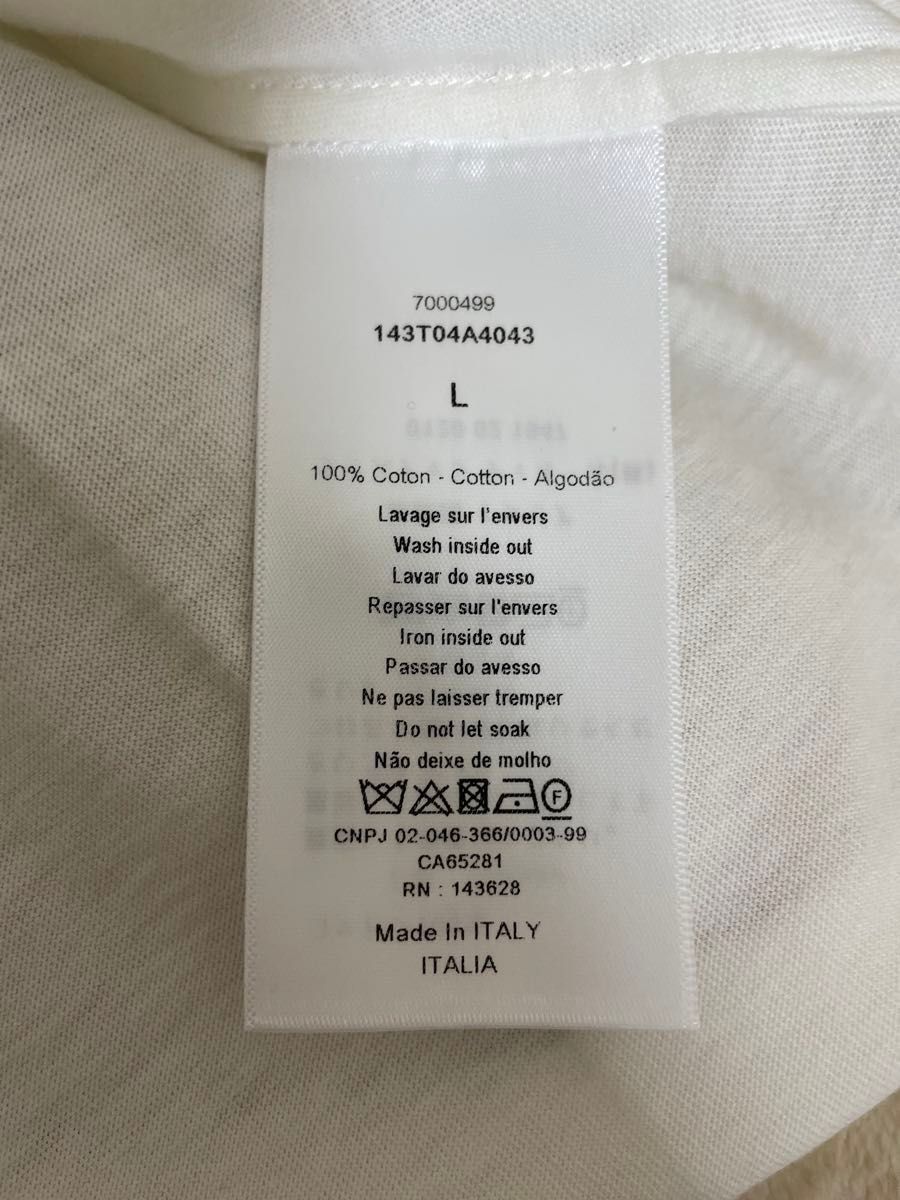 7000499
143T04A4043
L
100% Coton - Cotton - Algodão
Lavage sur l'envers
Wash inside out
Lavar do avesso
Repasser sur l'envers
Iron inside out
Passar do avesso
Ne pas laisser tremper
Do not let soak
Não deixe de molho
F
CNPJ 02-046-366/0003-99
CA65281
RN : 143628
Made In ITALY
ITALIA